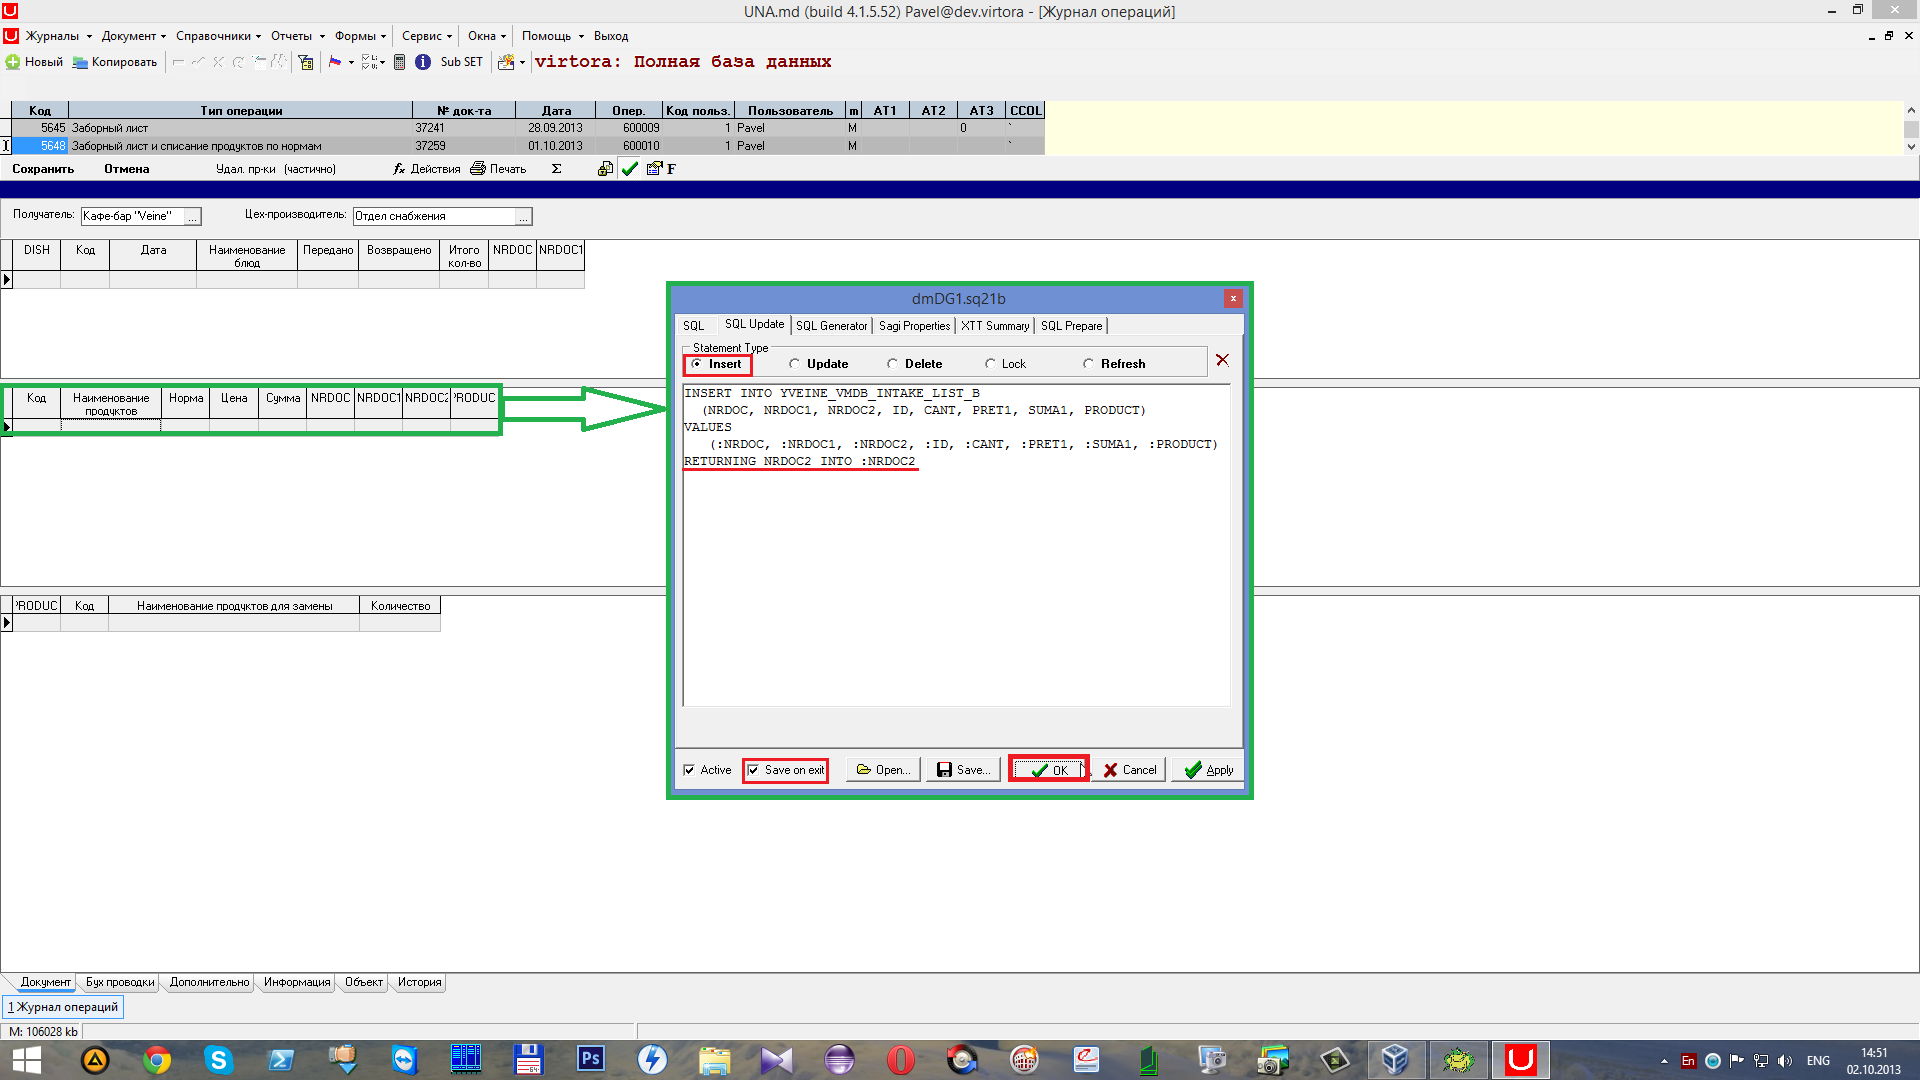 UNA.md (build 4.1.5.52) Pavel@dev.virtora - [Журнал операций]
Журналы Документ Справочники Отчеты Формы Сервис Окна Помощь Выход
Новый Копировать Sub SET virtora: Полная база данных
Код Тип операции № док-та Дата Опер. Код польз. Пользователь m AT1 AT2 AT3 CCOL
5645 Заборный лист 37241 28.09.2013 600009 1 Pavel M 0 `
5648 Заборный лист и списание продуктов по нормам 37259 01.10.2013 600010 1 Pavel M `
Сохранить Отмена Удал. пр-ки (частично) fx Действия Печать Σ F
Получатель: Кафе-бар "Veine" ... Цех-производитель: Отдел снабжения ...
DISH Код Дата Наименование блюд Передано Возвращено Итого кол-во NRDOC NRDOC1
dmDG1.sq21b
SQL SQL Update SQL Generator Sagi Properties XTT Summary SQL Prepare
Statement Type
Insert Update Delete Lock Refresh
INSERT INTO YVEINE_VMDB_INTAKE_LIST_B
(NRDOC, NRDOC1, NRDOC2, ID, CANT, PRET1, SUMA1, PRODUCT)
VALUES
(:NRDOC, :NRDOC1, :NRDOC2, :ID, :CANT, :PRET1, :SUMA1, :PRODUCT)
RETURNING NRDOC2 INTO :NRDOC2
Active Save on exit Open... Save... OK Cancel Apply
Код Наименование продуктов Норма Цена Сумма NRDOC NRDOC1 NRDOC2 PRODUC
PRODUC Код Наименование продуктов для замены Количество
Документ Бух проводки Дополнительно Информация Объект История
1 Журнал операций
M: 106028 kb
Ps 64 En ENG 14:51
02.10.2013